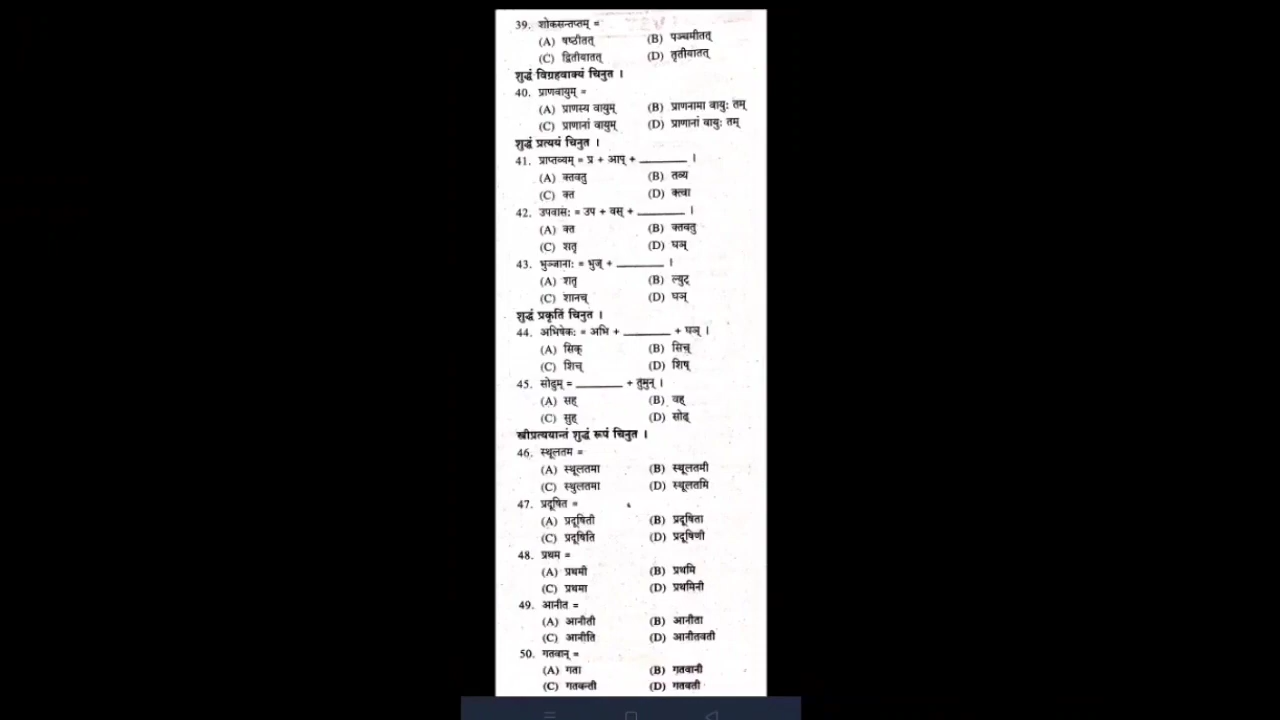 39. शोकसन्तप्तम् =
(A) षष्ठीतत् (B) पञ्चमीतत्
(C) द्वितीयातत् (D) तृतीयातत्
शुद्धं विग्रहवाक्यं चिनुत ।
40. प्राणवायुम् =
(A) प्राणस्य वायुम् (B) प्राणनामा वायुः तम्
(C) प्राणानां वायुम् (D) प्राणानां वायुः तम्
शुद्धं प्रत्ययं चिनुत ।
41. प्राप्तव्यम् = प्र + आप् + ________ ।
(A) क्तवतु (B) तव्य
(C) क्त (D) क्त्वा
42. उपवासः = उप + वस् + ________ ।
(A) क्त (B) क्तवतु
(C) शतृ (D) घञ्
43. भुञ्जानाः = भुज् + ________ ।
(A) शतृ (B) ल्युट्
(C) शानच् (D) घञ्
शुद्धं प्रकृतिं चिनुत ।
44. अभिषेकः = अभि + ________ + घञ् ।
(A) सिक् (B) सिच्
(C) शिच् (D) शिष्
45. सोढुम् = ________ + तुमुन् ।
(A) सह् (B) वह्
(C) सुह् (D) सोढ्
स्त्रीप्रत्ययान्तं शुद्धं रूपं चिनुत ।
46. स्थूलतम =
(A) स्थूलतमा (B) स्थूलतमी
(C) स्थुलतमा (D) स्थूलतमि
47. प्रदूषित =
(A) प्रदूषिती (B) प्रदूषिता
(C) प्रदूषिति (D) प्रदूषिणी
48. प्रथम =
(A) प्रथमी (B) प्रथमि
(C) प्रथमा (D) प्रथमिनी
49. आनीत =
(A) आनीती (B) आनीता
(C) आनीति (D) आनीतवती
50. गतवान् =
(A) गता (B) गतवानी
(C) गतवन्ती (D) गतवती